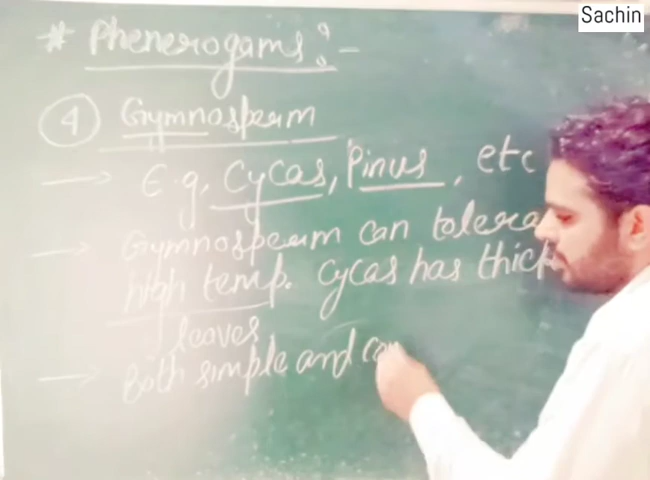 Sachin
# Phenerogams:-
4 Gymnosperm
→ E.g, Cycas, Pinus, etc
→ Gymnosperm can tolera
high temp. Cycas has thick
leaves
→ Both simple and co